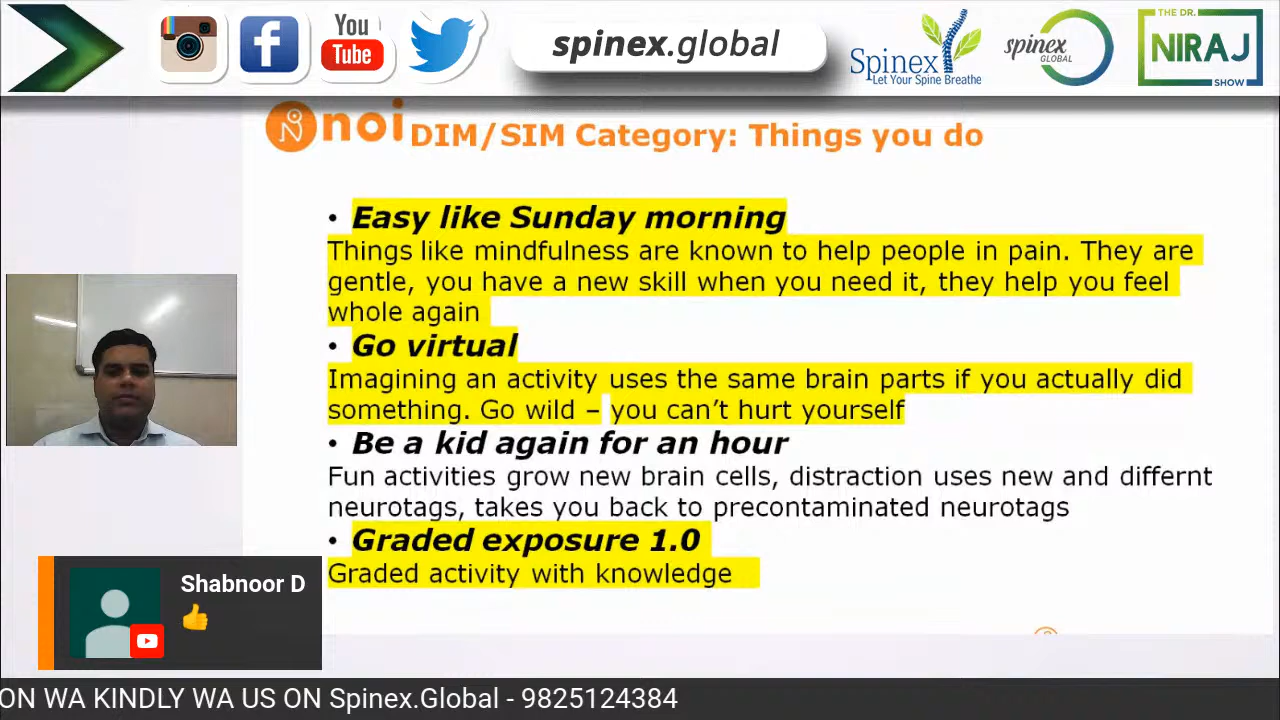 You
Tube
spinex.global
Spinex
Let Your Spine Breathe
spinex
GLOBAL
THE DR.
NIRAJ
SHOW
noi
DIM/SIM Category: Things you do
• Easy like Sunday morning
Things like mindfulness are known to help people in pain. They are
gentle, you have a new skill when you need it, they help you feel
whole again
• Go virtual
Imagining an activity uses the same brain parts if you actually did
something. Go wild – you can't hurt yourself
• Be a kid again for an hour
Fun activities grow new brain cells, distraction uses new and differnt
neurotags, takes you back to precontaminated neurotags
• Graded exposure 1.0
Graded activity with knowledge
Shabnoor D
👍
ON WA KINDLY WA US ON Spinex.Global - 9825124384